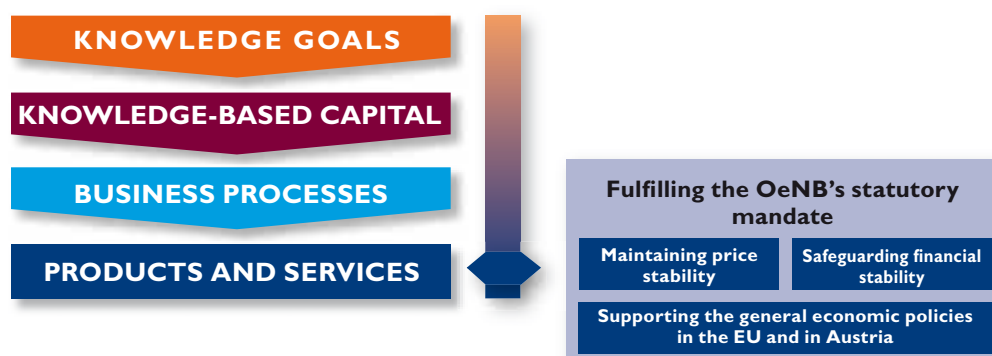 KNOWLEDGE GOALS
KNOWLEDGE-BASED CAPITAL
BUSINESS PROCESSES
PRODUCTS AND SERVICES
Fulfilling the OeNB's statutory
mandate
Maintaining price
stability
Safeguarding financial
stability
Supporting the general economic policies
in the EU and in Austria